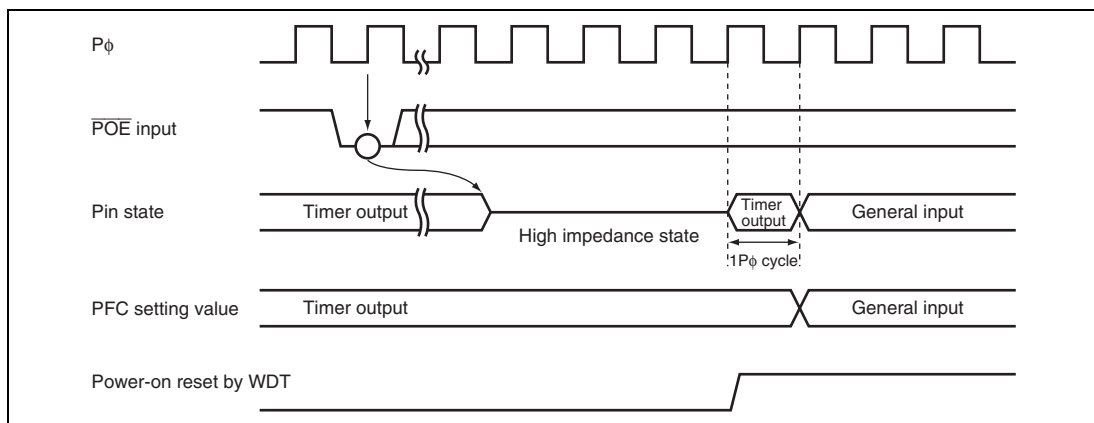 Pϕ
POE input
Pin state
Timer output
High impedance state
Timer
output
General input
1Pϕ cycle
PFC setting value
Timer output
General input
Power-on reset by WDT